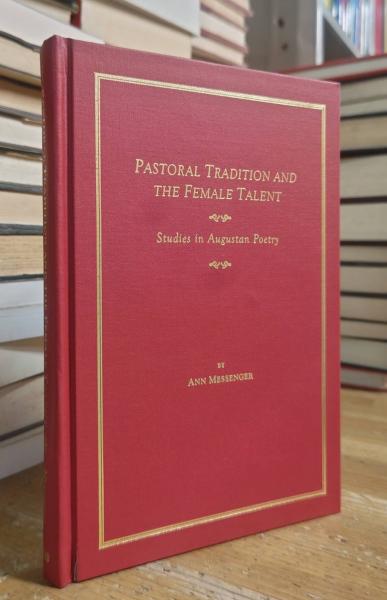 PASTORAL TRADITION AND
THE FEMALE TALENT
Studies in Augustan Poetry
BY
ANN MESSENGER